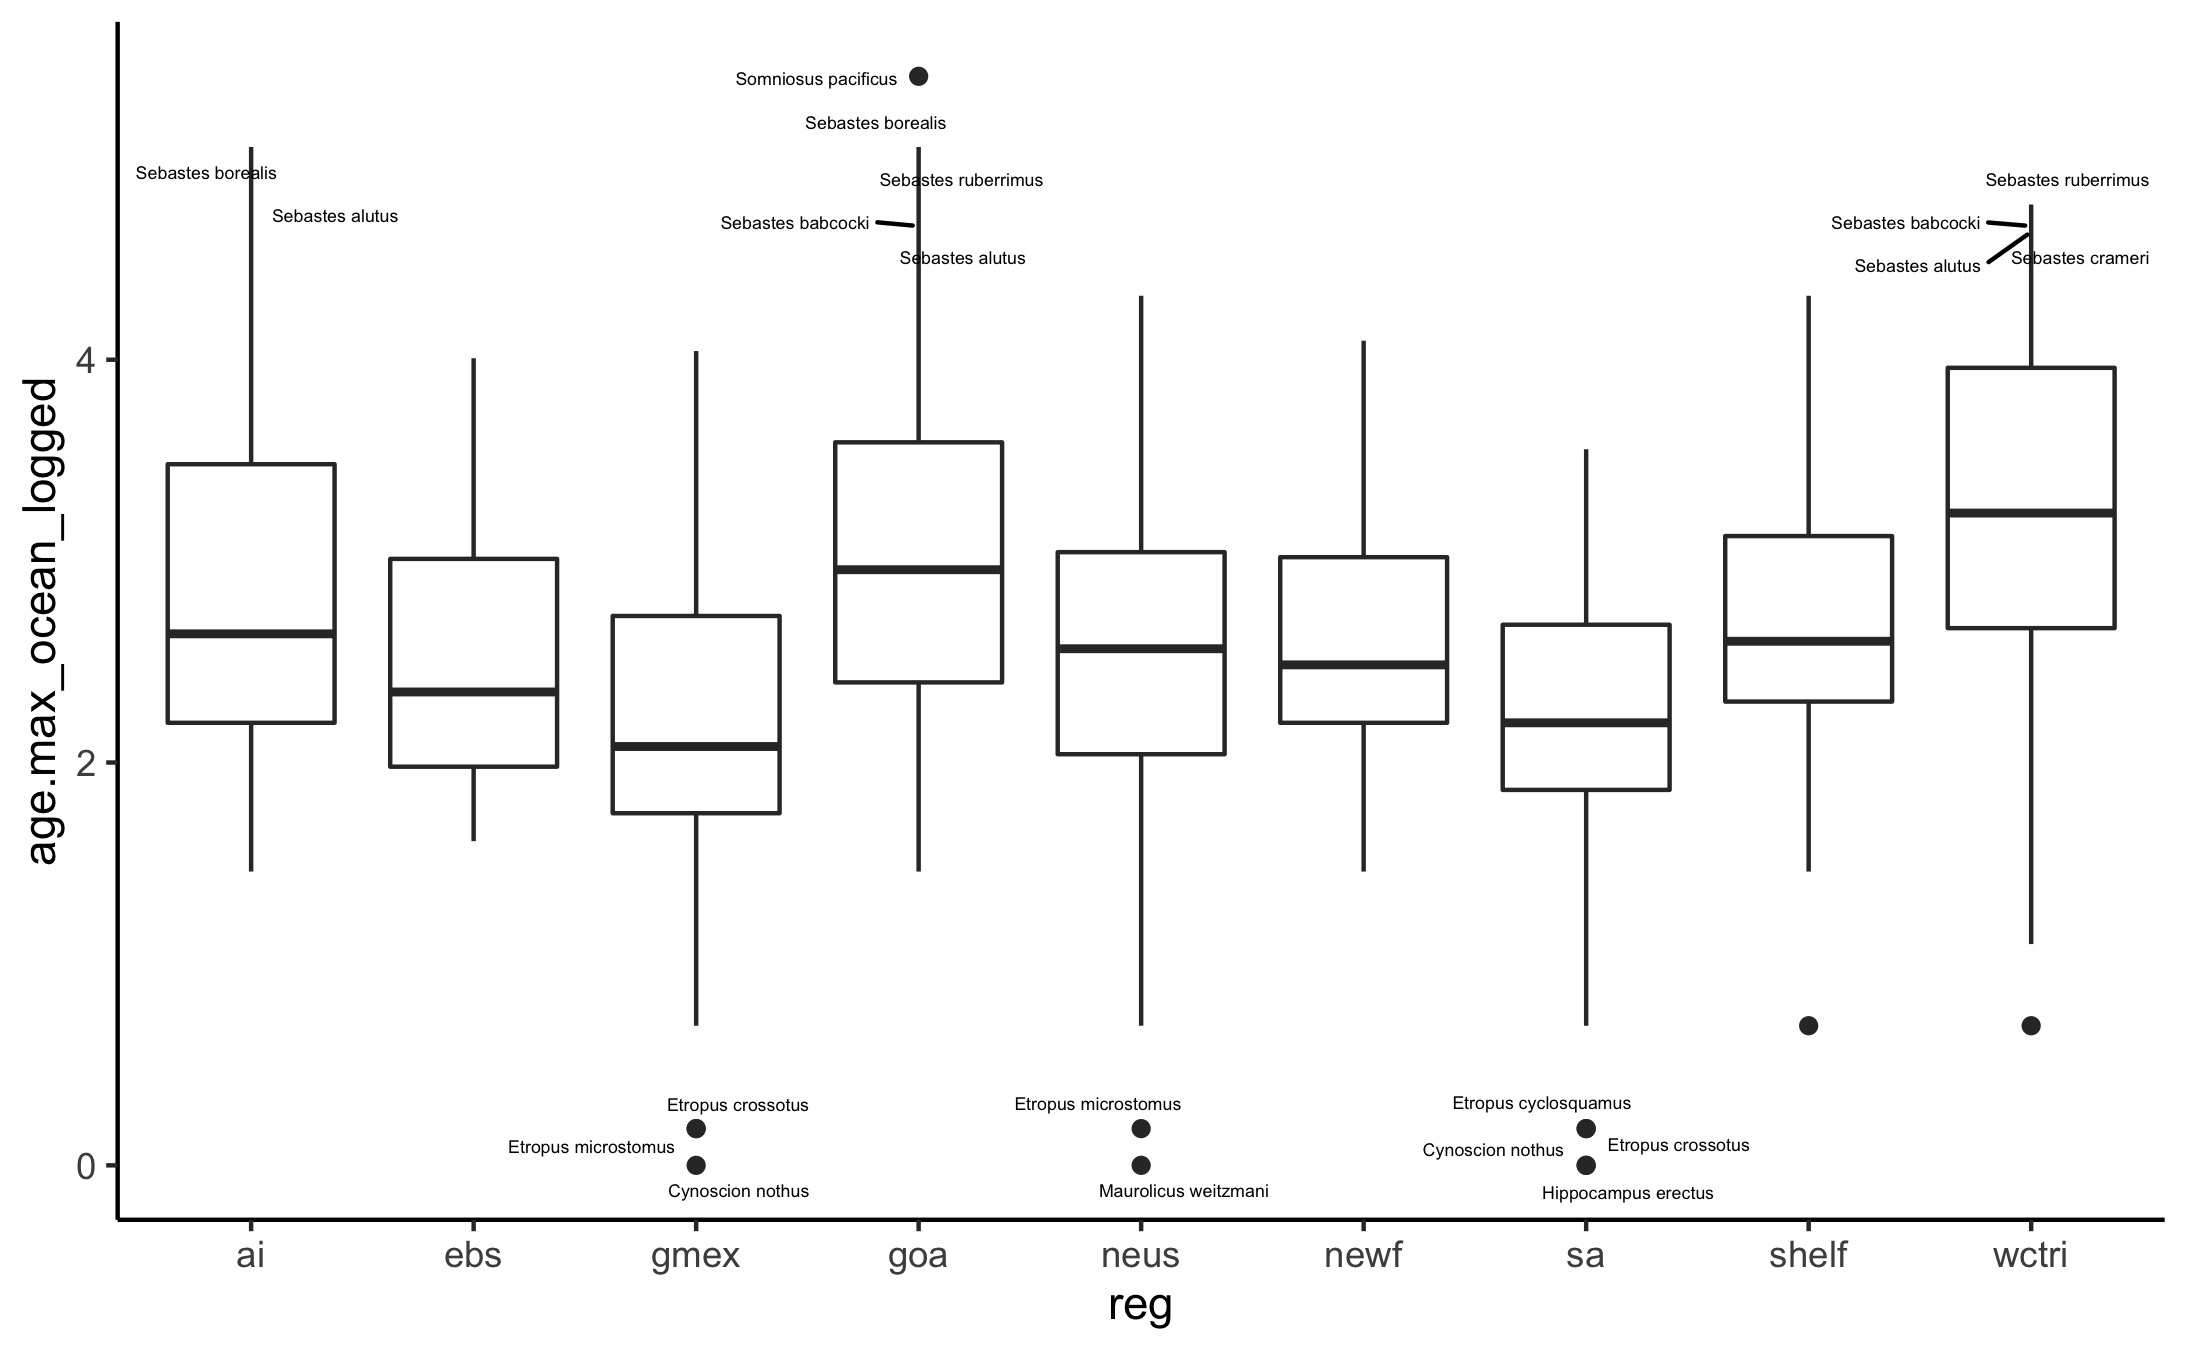 Somniosus pacificus
Sebastes borealis
Sebastes borealis
Sebastes ruberrimus
Sebastes ruberrimus
Sebastes alutus
Sebastes babcocki
Sebastes babcocki
Sebastes alutus
Sebastes alutus
Sebastes crameri
4
2
0
age.max_ocean_logged
Etropus crossotus
Etropus microstomus
Etropus cyclosquamus
Etropus microstomus
Cynoscion nothus
Etropus crossotus
Cynoscion nothus
Maurolicus weitzmani
Hippocampus erectus
ai ebs gmex goa neus newf sa shelf wctri
reg